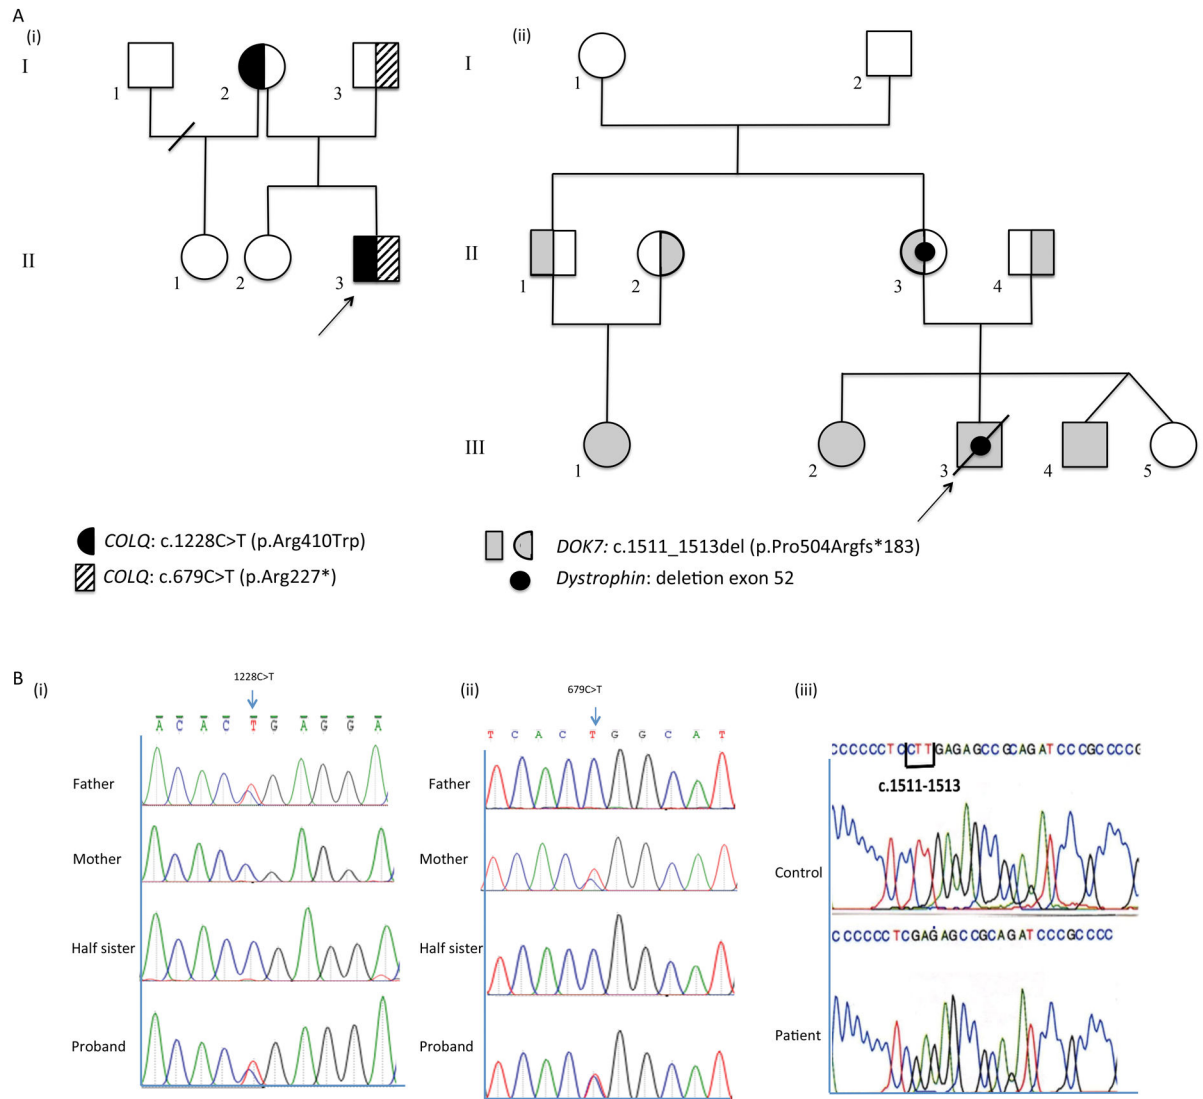 A
(i)
(ii)
I
1
2
3
I
1
2
II
1
2
3
II
1
2
3
4
III
1
2
3
4
5
COLQ: c.1228C>T (p.Arg410Trp)
COLQ: c.679C>T (p.Arg227*)
DOK7: c.1511_1513del (p.Pro504Argfs*183)
Dystrophin: deletion exon 52
B
(i)
1228C>T
A C A C T G A G G A
Father
Mother
Half sister
Proband
(ii)
679C>T
T C A C T G G C A T
Father
Mother
Half sister
Proband
(iii)
CCCCCCTCCTTGAGAGCCGCAGATCCCGCCCCG
c.1511-1513
Control
CCCCCCTCGAGAGCCGCAGATCCCGCCCC
Patient